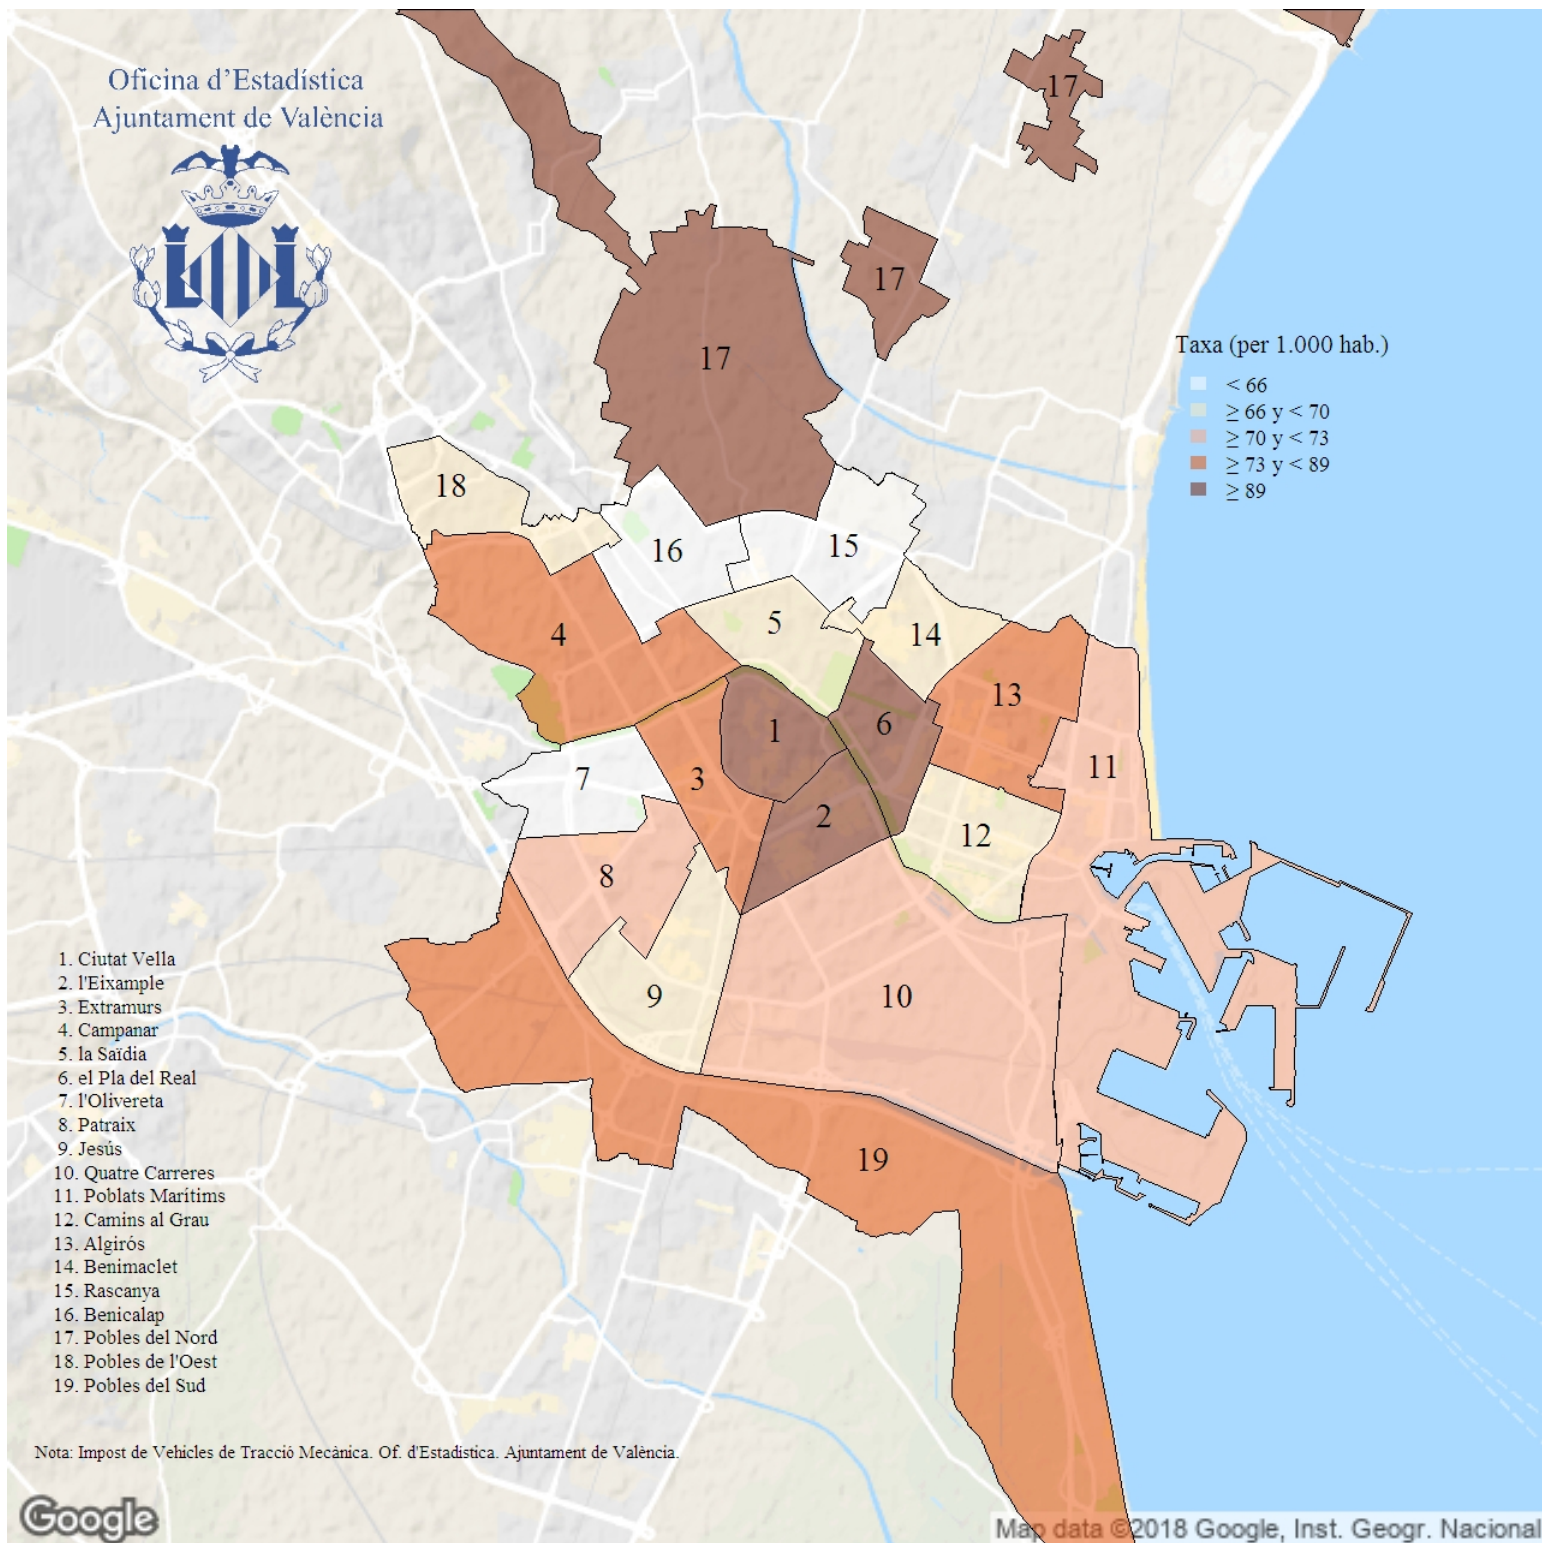 Oficina d'Estadística
Ajuntament de València
17
17
17
Taxa (per 1.000 hab.)
< 66
≥ 66 y < 70
≥ 70 y < 73
≥ 73 y < 89
≥ 89
18
16
15
5
14
4
13
1
6
11
7
3
2
12
8
9
10
19
1. Ciutat Vella
2. l'Eixample
3. Extramurs
4. Campanar
5. la Saïdia
6. el Pla del Real
7. l'Olivereta
8. Patraix
9. Jesús
10. Quatre Carreres
11. Poblats Marítims
12. Camins al Grau
13. Algirós
14. Benimaclet
15. Rascanya
16. Benicalap
17. Pobles del Nord
18. Pobles de l'Oest
19. Pobles del Sud
Nota: Impost de Vehicles de Tracció Mecànica. Of. d'Estadística. Ajuntament de València.
Google
Map data ©2018 Google, Inst. Geogr. Nacional